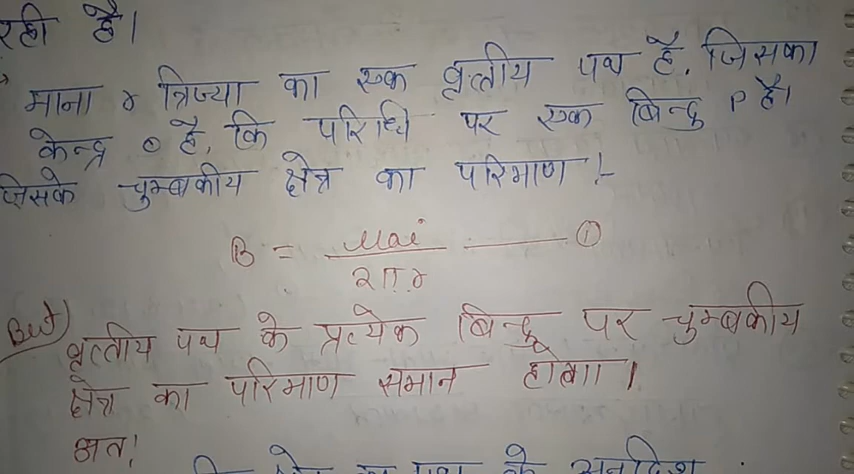 रही है।
माना r त्रिज्या का एक वृत्तीय पथ है, जिसका
केन्द्र O है, कि परिधि पर एक बिन्दु P है।
जिसके चुम्बकीय क्षेत्र का परिमाण :-
B = μ₀i / 2π.r — ①
But
वृत्तीय पथ के प्रत्येक बिन्दु पर चुम्बकीय
क्षेत्र का परिमाण समान होगा।
अतः